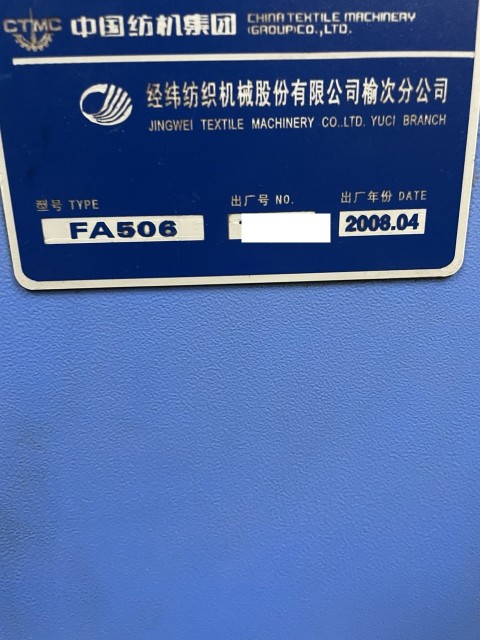 CTMC 中国纺机集团 CHINA TEXTILE MACHINERY
(GROUP)CO.,LTD.
经纬纺织机械股份有限公司榆次分公司
JINGWEI TEXTILE MACHINERY CO.LTD. YUCI BRANCH
型号 TYPE 出厂号 NO. 出厂年份 DATE
FA506 2008.04